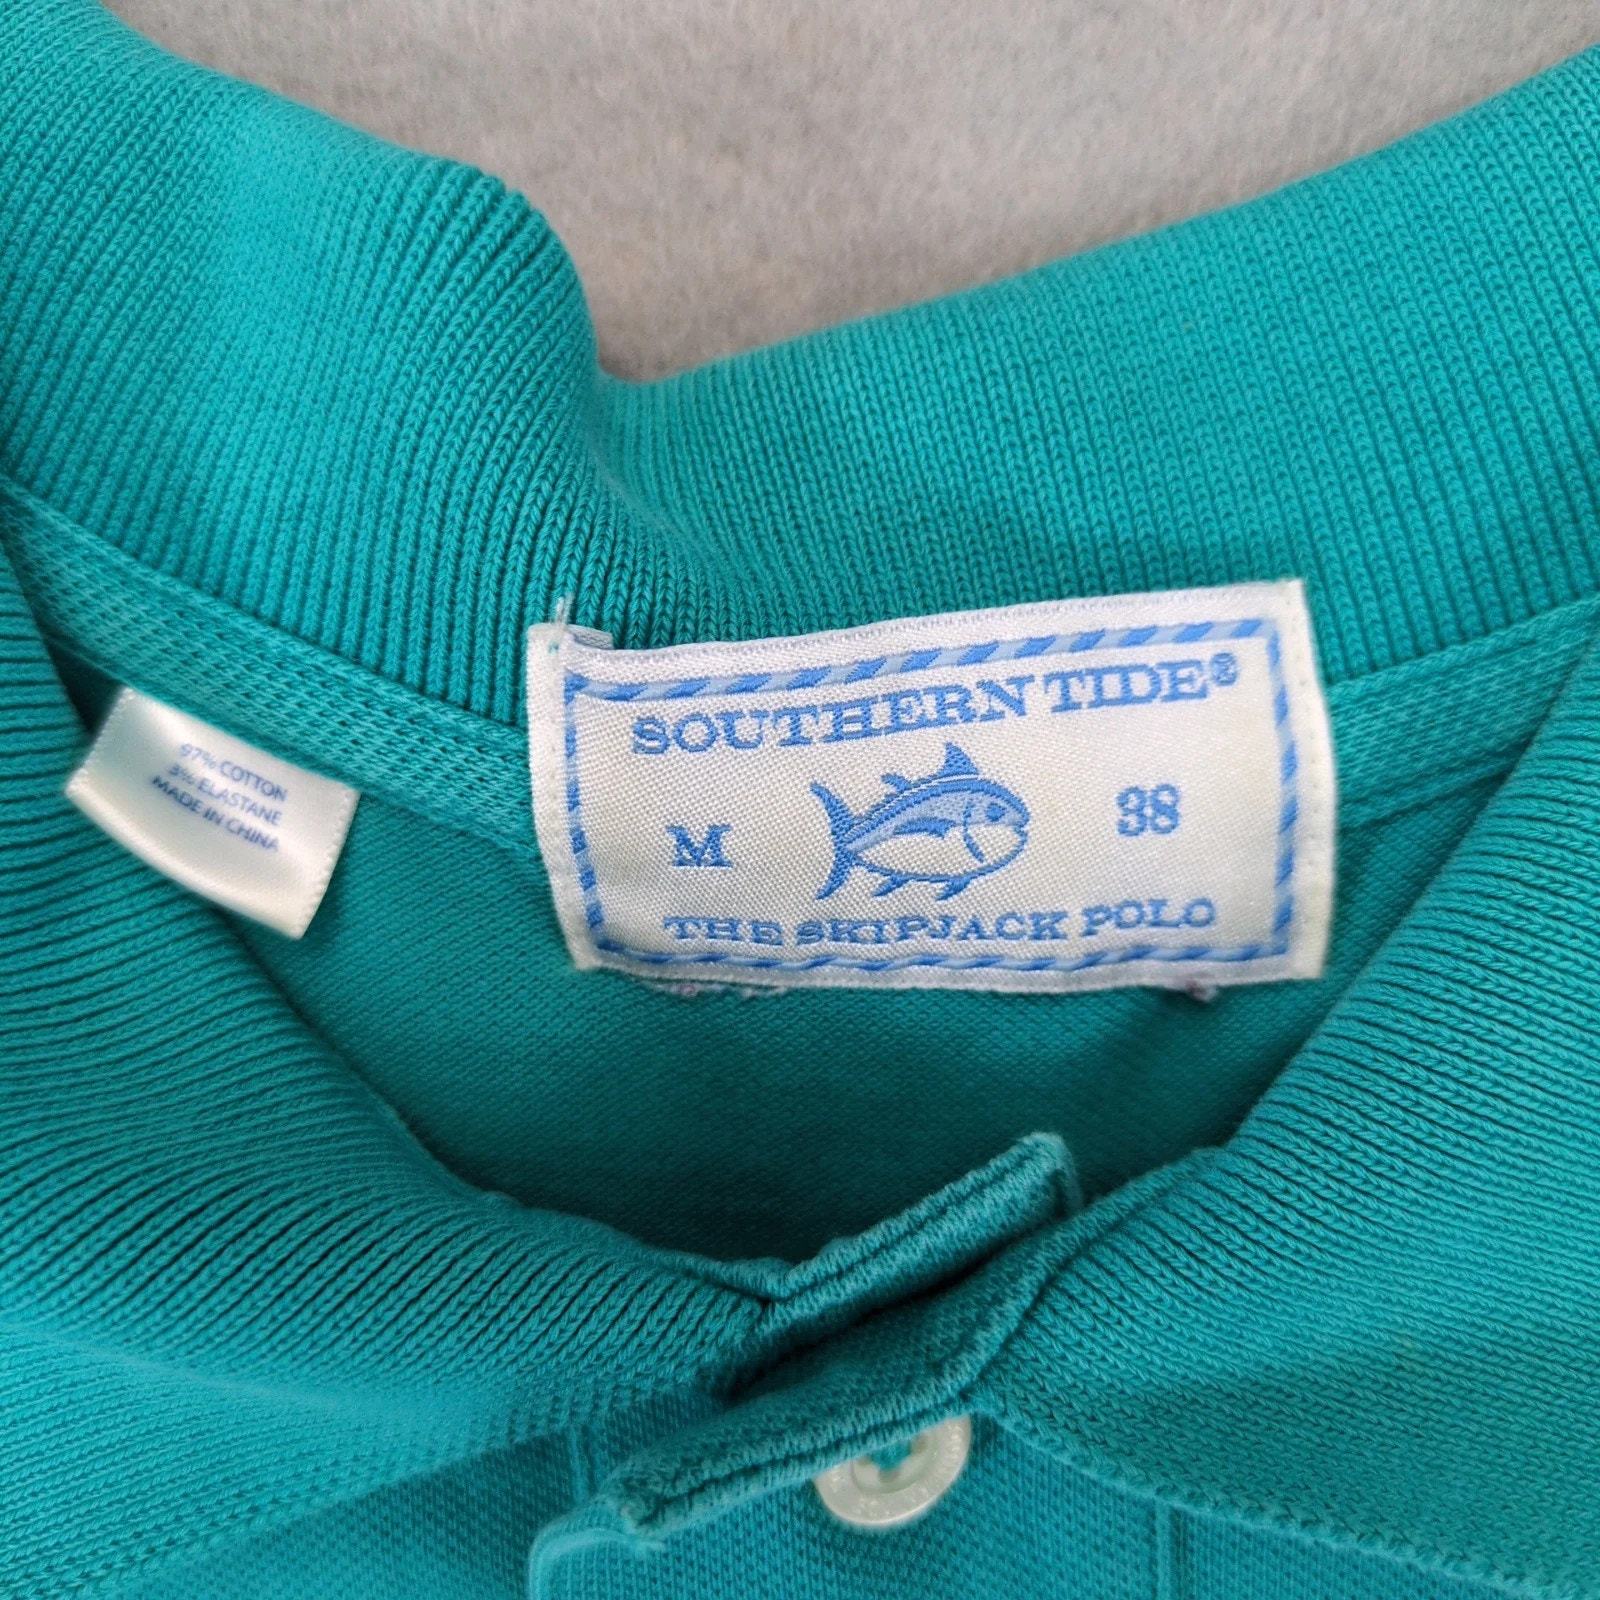 97% COTTON
3% ELASTANE
MADE IN CHINA
SOUTHERN TIDE®
M 38
THE SKIPJACK POLO